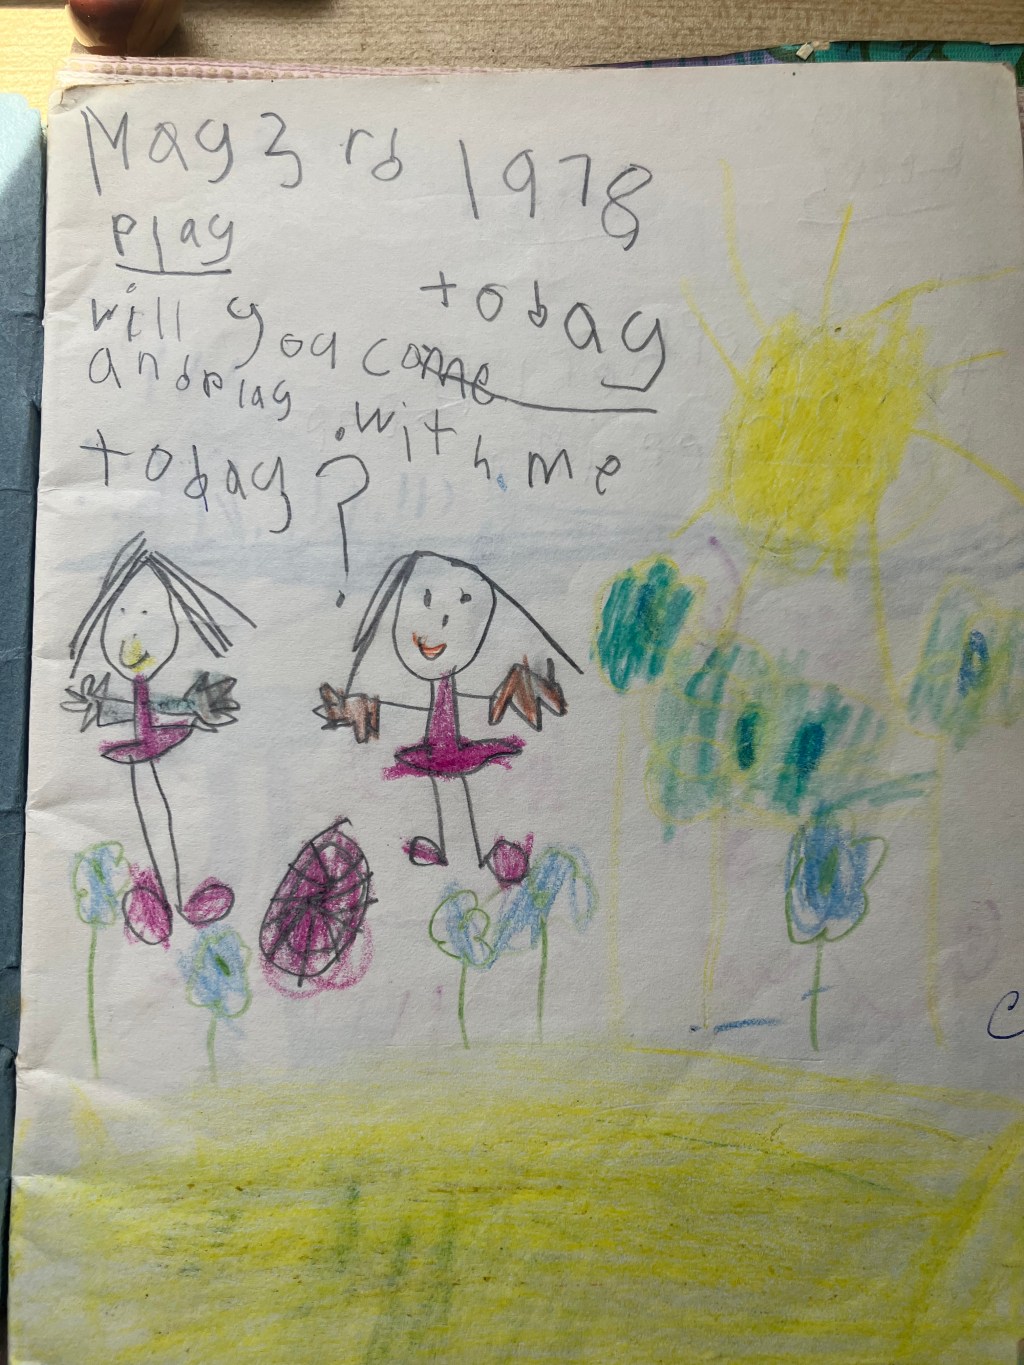 May 3rd 1978
play
today
will you come
and play with me
today?
C